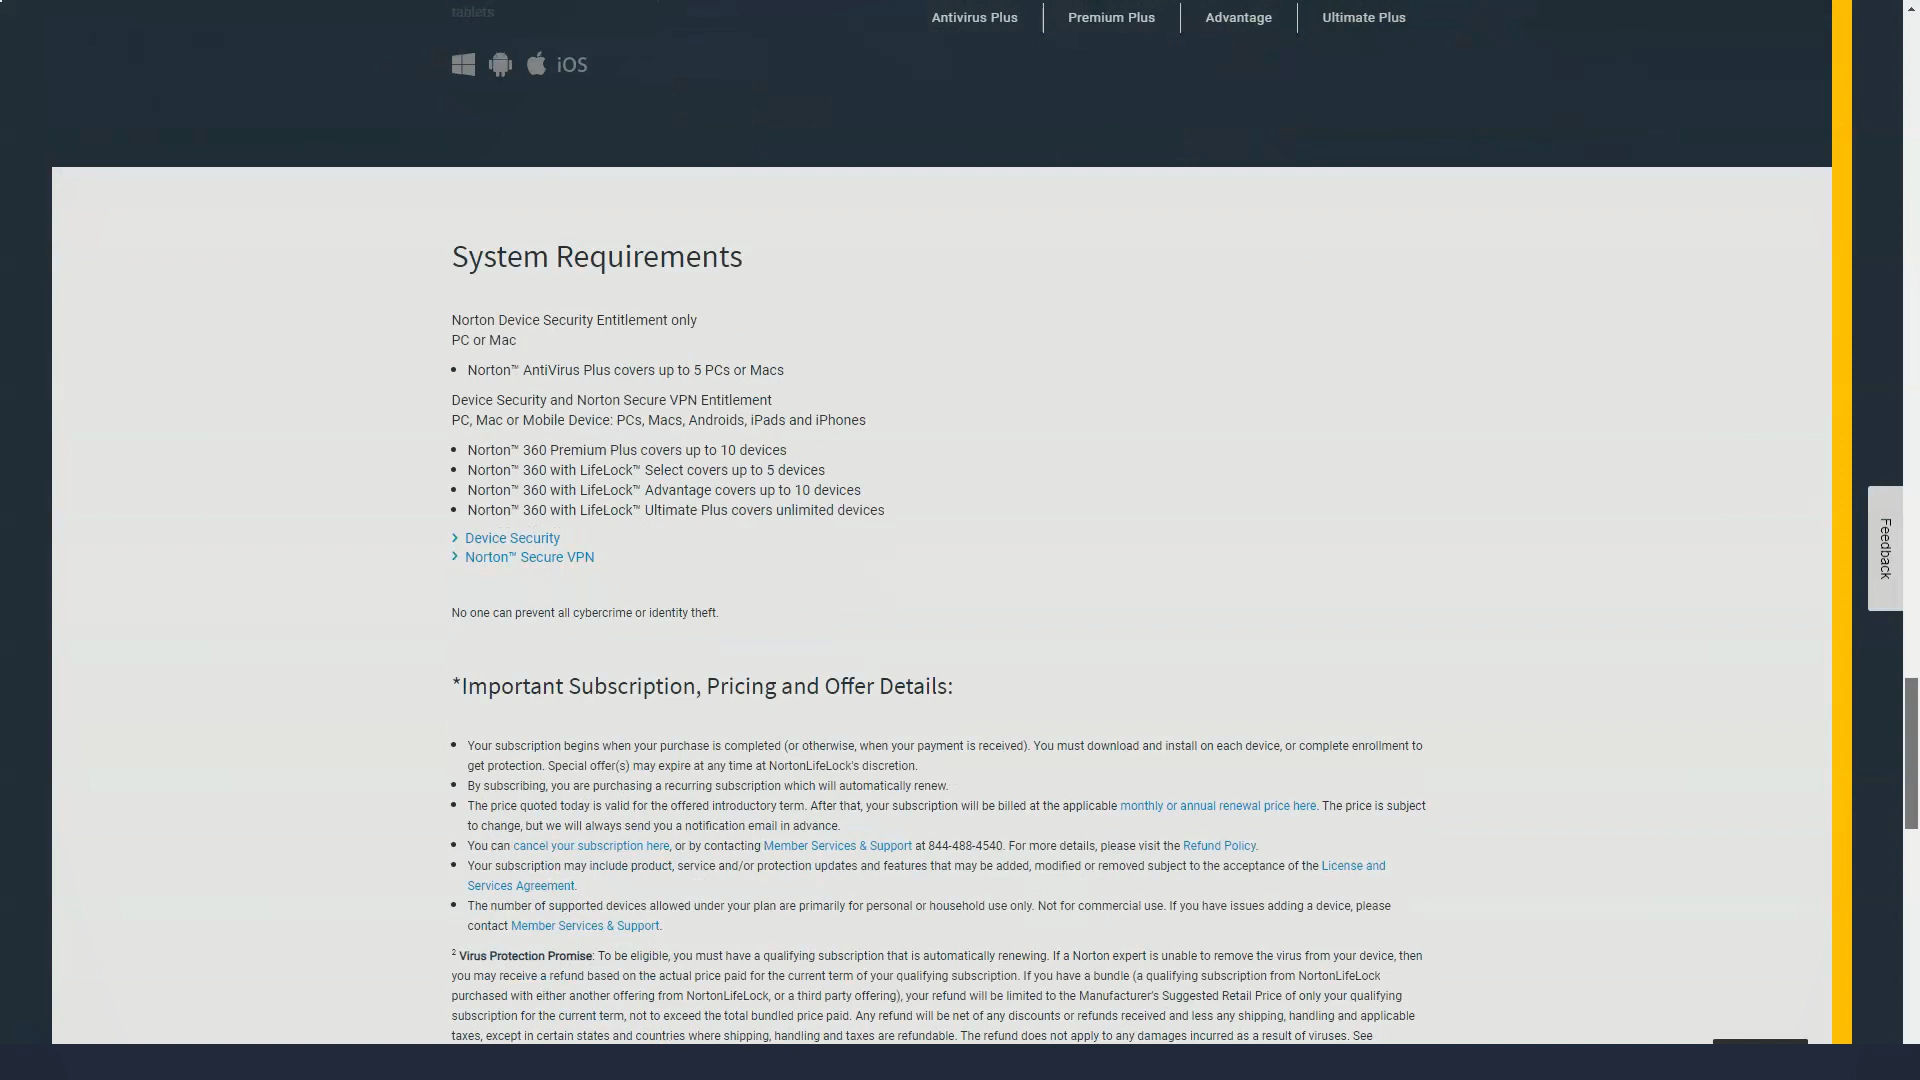 tablets
Antivirus Plus
Premium Plus
Advantage
Ultimate Plus
iOS
System Requirements
Norton Device Security Entitlement only
PC or Mac
• Norton™ AntiVirus Plus covers up to 5 PCs or Macs
Device Security and Norton Secure VPN Entitlement
PC, Mac or Mobile Device: PCs, Macs, Androids, iPads and iPhones
• Norton™ 360 Premium Plus covers up to 10 devices
• Norton™ 360 with LifeLock™ Select covers up to 5 devices
• Norton™ 360 with LifeLock™ Advantage covers up to 10 devices
• Norton™ 360 with LifeLock™ Ultimate Plus covers unlimited devices
Device Security
Norton™ Secure VPN
Feedback
No one can prevent all cybercrime or identity theft.
*Important Subscription, Pricing and Offer Details:
• Your subscription begins when your purchase is completed (or otherwise, when your payment is received). You must download and install on each device, or complete enrollment to
get protection. Special offer(s) may expire at any time at NortonLifeLock's discretion.
• By subscribing, you are purchasing a recurring subscription which will automatically renew.
• The price quoted today is valid for the offered introductory term. After that, your subscription will be billed at the applicable monthly or annual renewal price here. The price is subject
to change, but we will always send you a notification email in advance.
• You can cancel your subscription here, or by contacting Member Services & Support at 844-488-4540. For more details, please visit the Refund Policy.
• Your subscription may include product, service and/or protection updates and features that may be added, modified or removed subject to the acceptance of the License and
Services Agreement.
• The number of supported devices allowed under your plan are primarily for personal or household use only. Not for commercial use. If you have issues adding a device, please
contact Member Services & Support.
2 Virus Protection Promise: To be eligible, you must have a qualifying subscription that is automatically renewing. If a Norton expert is unable to remove the virus from your device, then
you may receive a refund based on the actual price paid for the current term of your qualifying subscription. If you have a bundle (a qualifying subscription from NortonLifeLock
purchased with either another offering from NortonLifeLock, or a third party offering), your refund will be limited to the Manufacturer's Suggested Retail Price of only your qualifying
subscription for the current term, not to exceed the total bundled price paid. Any refund will be net of any discounts or refunds received and less any shipping, handling and applicable
taxes, except in certain states and countries where shipping, handling and taxes are refundable. The refund does not apply to any damages incurred as a result of viruses. See